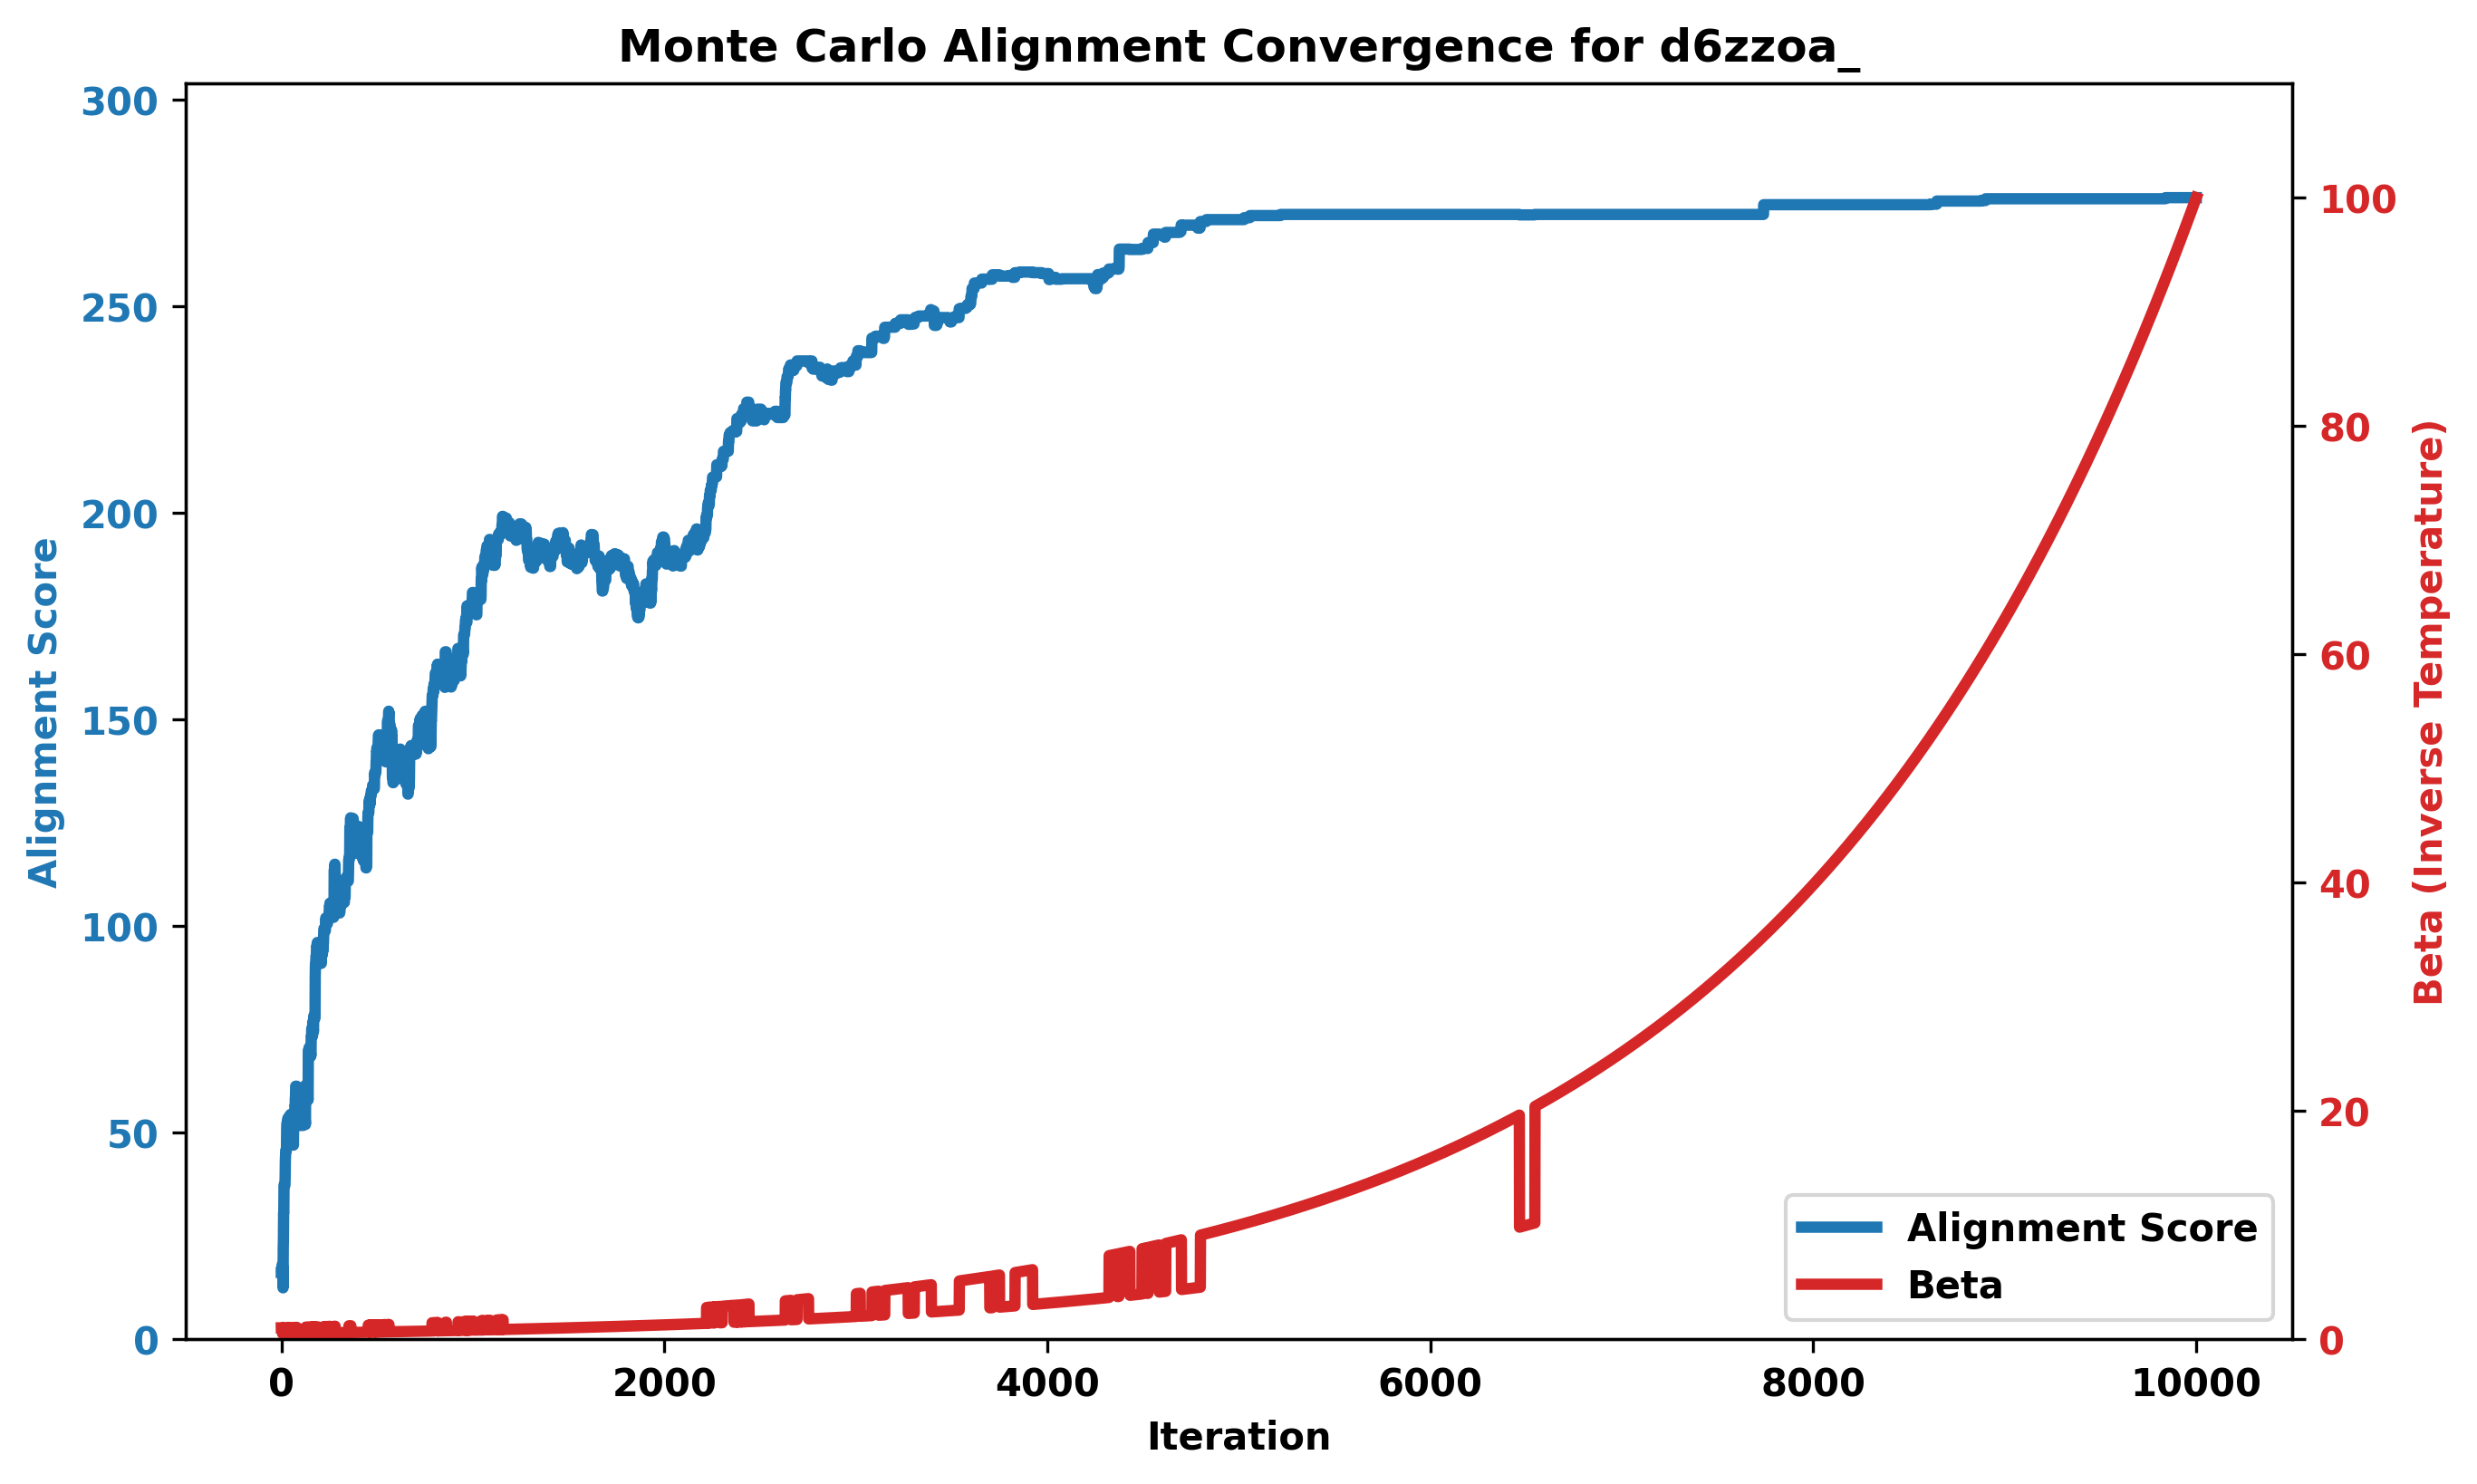 Monte Carlo Alignment Convergence for d6zzoa_
300
250
200
150
100
50
0
Alignment Score
100
80
60
40
20
0
Beta (Inverse Temperature)
Alignment Score
Beta
0 2000 4000 6000 8000 10000
Iteration